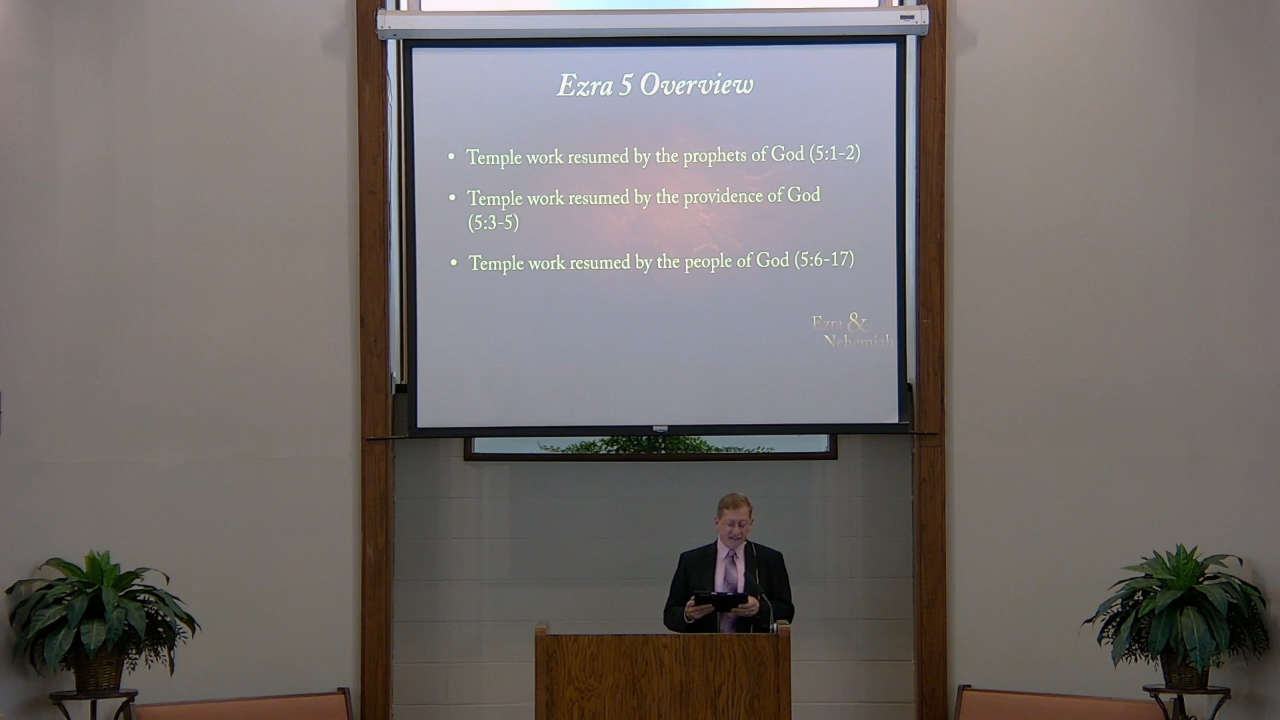 Ezra 5 Overview
• Temple work resumed by the prophets of God (5:1-2)
• Temple work resumed by the providence of God
(5:3-5)
• Temple work resumed by the people of God (5:6-17)
Ezra &
Nehemiah